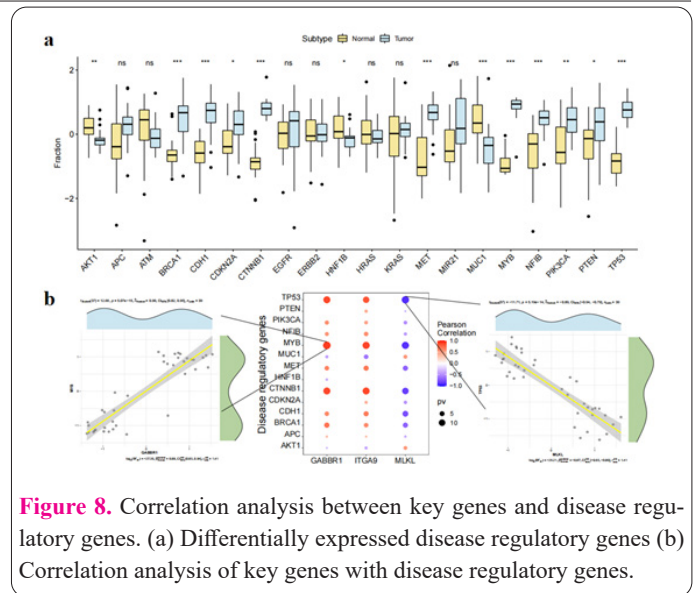 a
Subtype Normal Tumor
** ns ns *** *** * *** ns ns * ns ns *** ns *** *** *** ** * ***
2
0
−2
Fraction
AKT1 APC ATM BRCA1 CDH1 CDKN2A CTNNB1 EGFR ERBB2 HNF1B HRAS KRAS MET MIR21 MUC1 MYB NFIB PIK3CA PTEN TP53
b
GABBR1
Disease regulatory genes
TP53
PTEN
PIK3CA
NFIB
MYB
MUC1
MET
HNF1B
CTNNB1
CDKN2A
CDH1
BRCA1
APC
AKT1
GABBR1 ITGA9 MLKL
Pearson
Correlation
1.0
0.5
0.0
−0.5
−1.0
pv
5
10
MLKL
Figure 8. Correlation analysis between key genes and disease regu-
latory genes. (a) Differentially expressed disease regulatory genes (b)
Correlation analysis of key genes with disease regulatory genes.